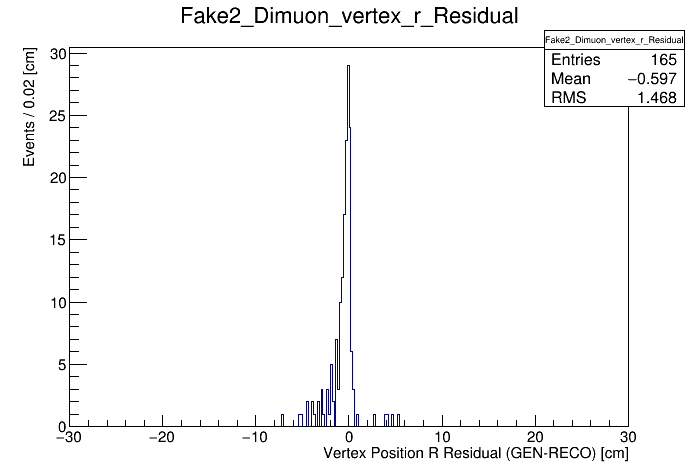 Fake2_Dimuon_vertex_r_Residual
Fake2_Dimuon_vertex_r_Residual
Entries 165
Mean −0.597
RMS 1.468
Events / 0.02 [cm]
30
25
20
15
10
5
0
−30 −20 −10 0 10 20 30
Vertex Position R Residual (GEN-RECO) [cm]